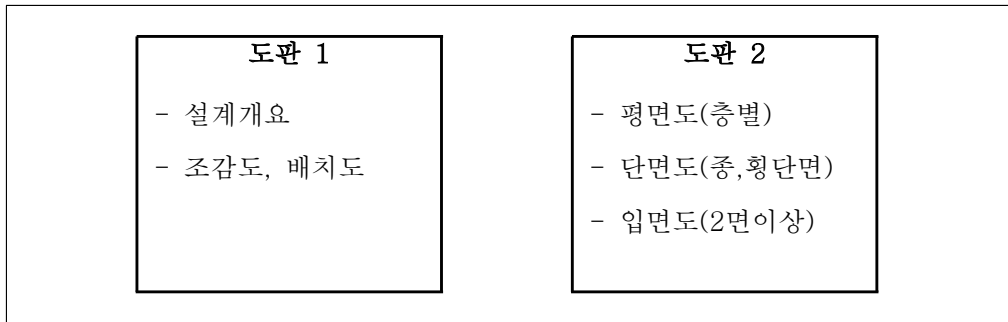 도판 1
- 설계개요
- 조감도, 배치도
도판 2
- 평면도(층별)
- 단면도(종,횡단면)
- 입면도(2면이상)